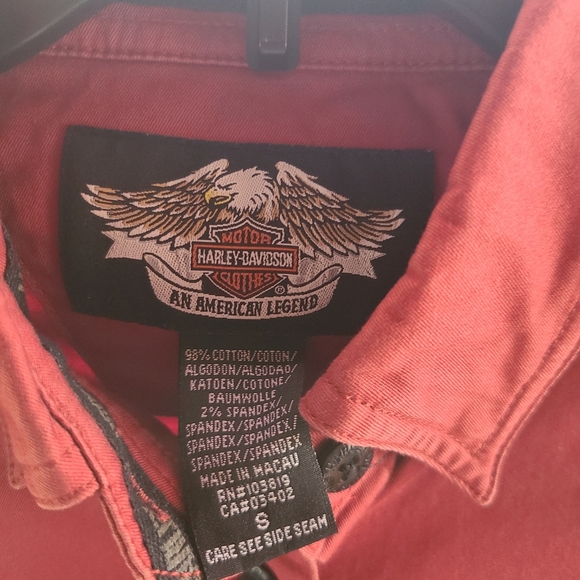 MOTOR
HARLEY-DAVIDSON
CLOTHES
®
AN AMERICAN LEGEND
98% COTTON/COTON/
ALGODON/ALGODAO/
KATOEN/COTONE/
BAUMWOLLE
2% SPANDEX/
SPANDEX/SPANDEX/
SPANDEX/SPANDEX/
SPANDEX/SPANDEX
MADE IN MACAU
RN#103819
CA#03402
S
CARE SEE SIDE SEAM